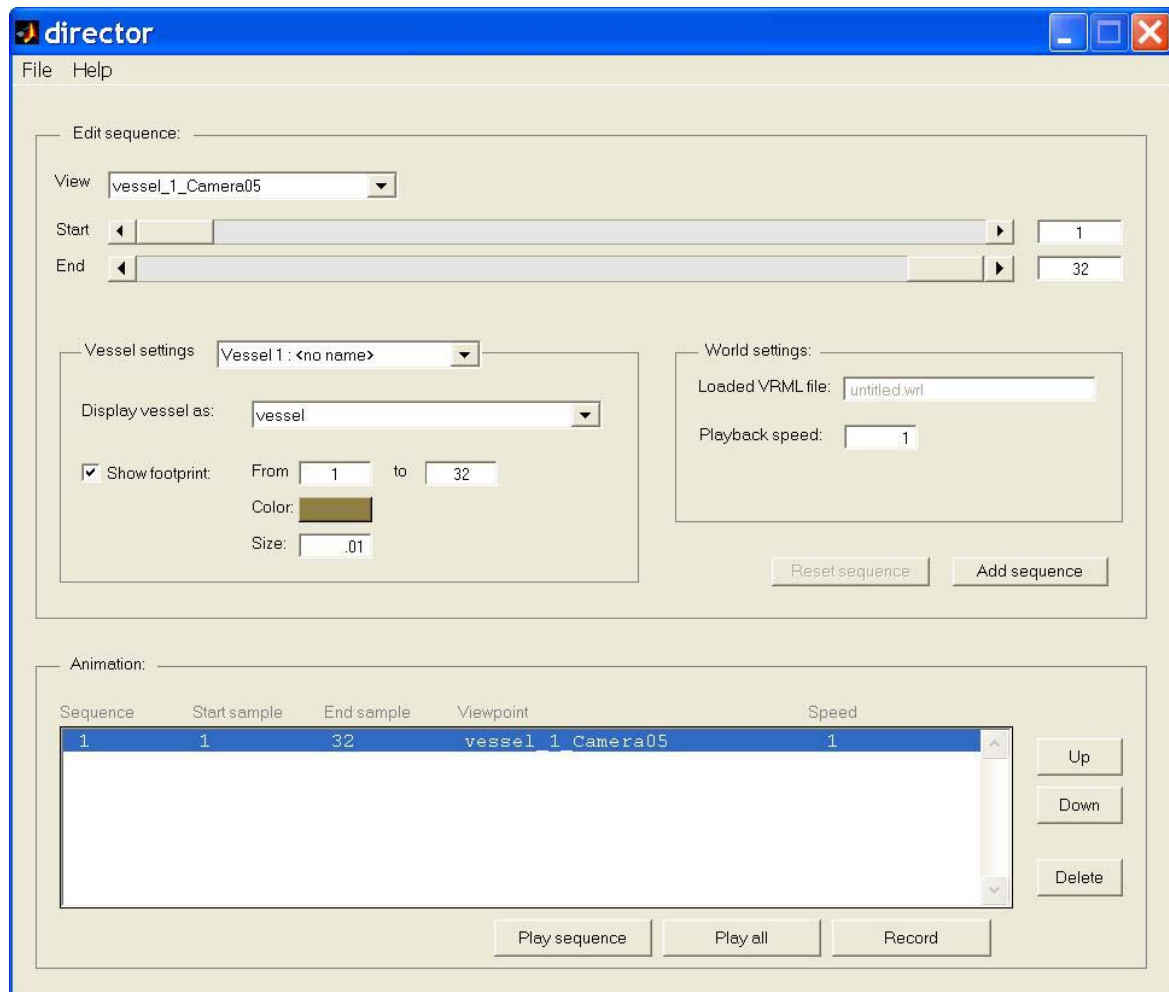 director
File Help
Edit sequence:
View vessel_1_Camera05
Start 1
End 32
Vessel settings Vessel 1 : <no name>
Display vessel as: vessel
Show footprint: From 1 to 32
Color:
Size: .01
World settings:
Loaded VRML file: untitled.wrl
Playback speed: 1
Reset sequence Add sequence
Animation:
Sequence Start sample End sample Viewpoint Speed
1 1 32 vessel_1_Camera05 1
Up
Down
Delete
Play sequence Play all Record